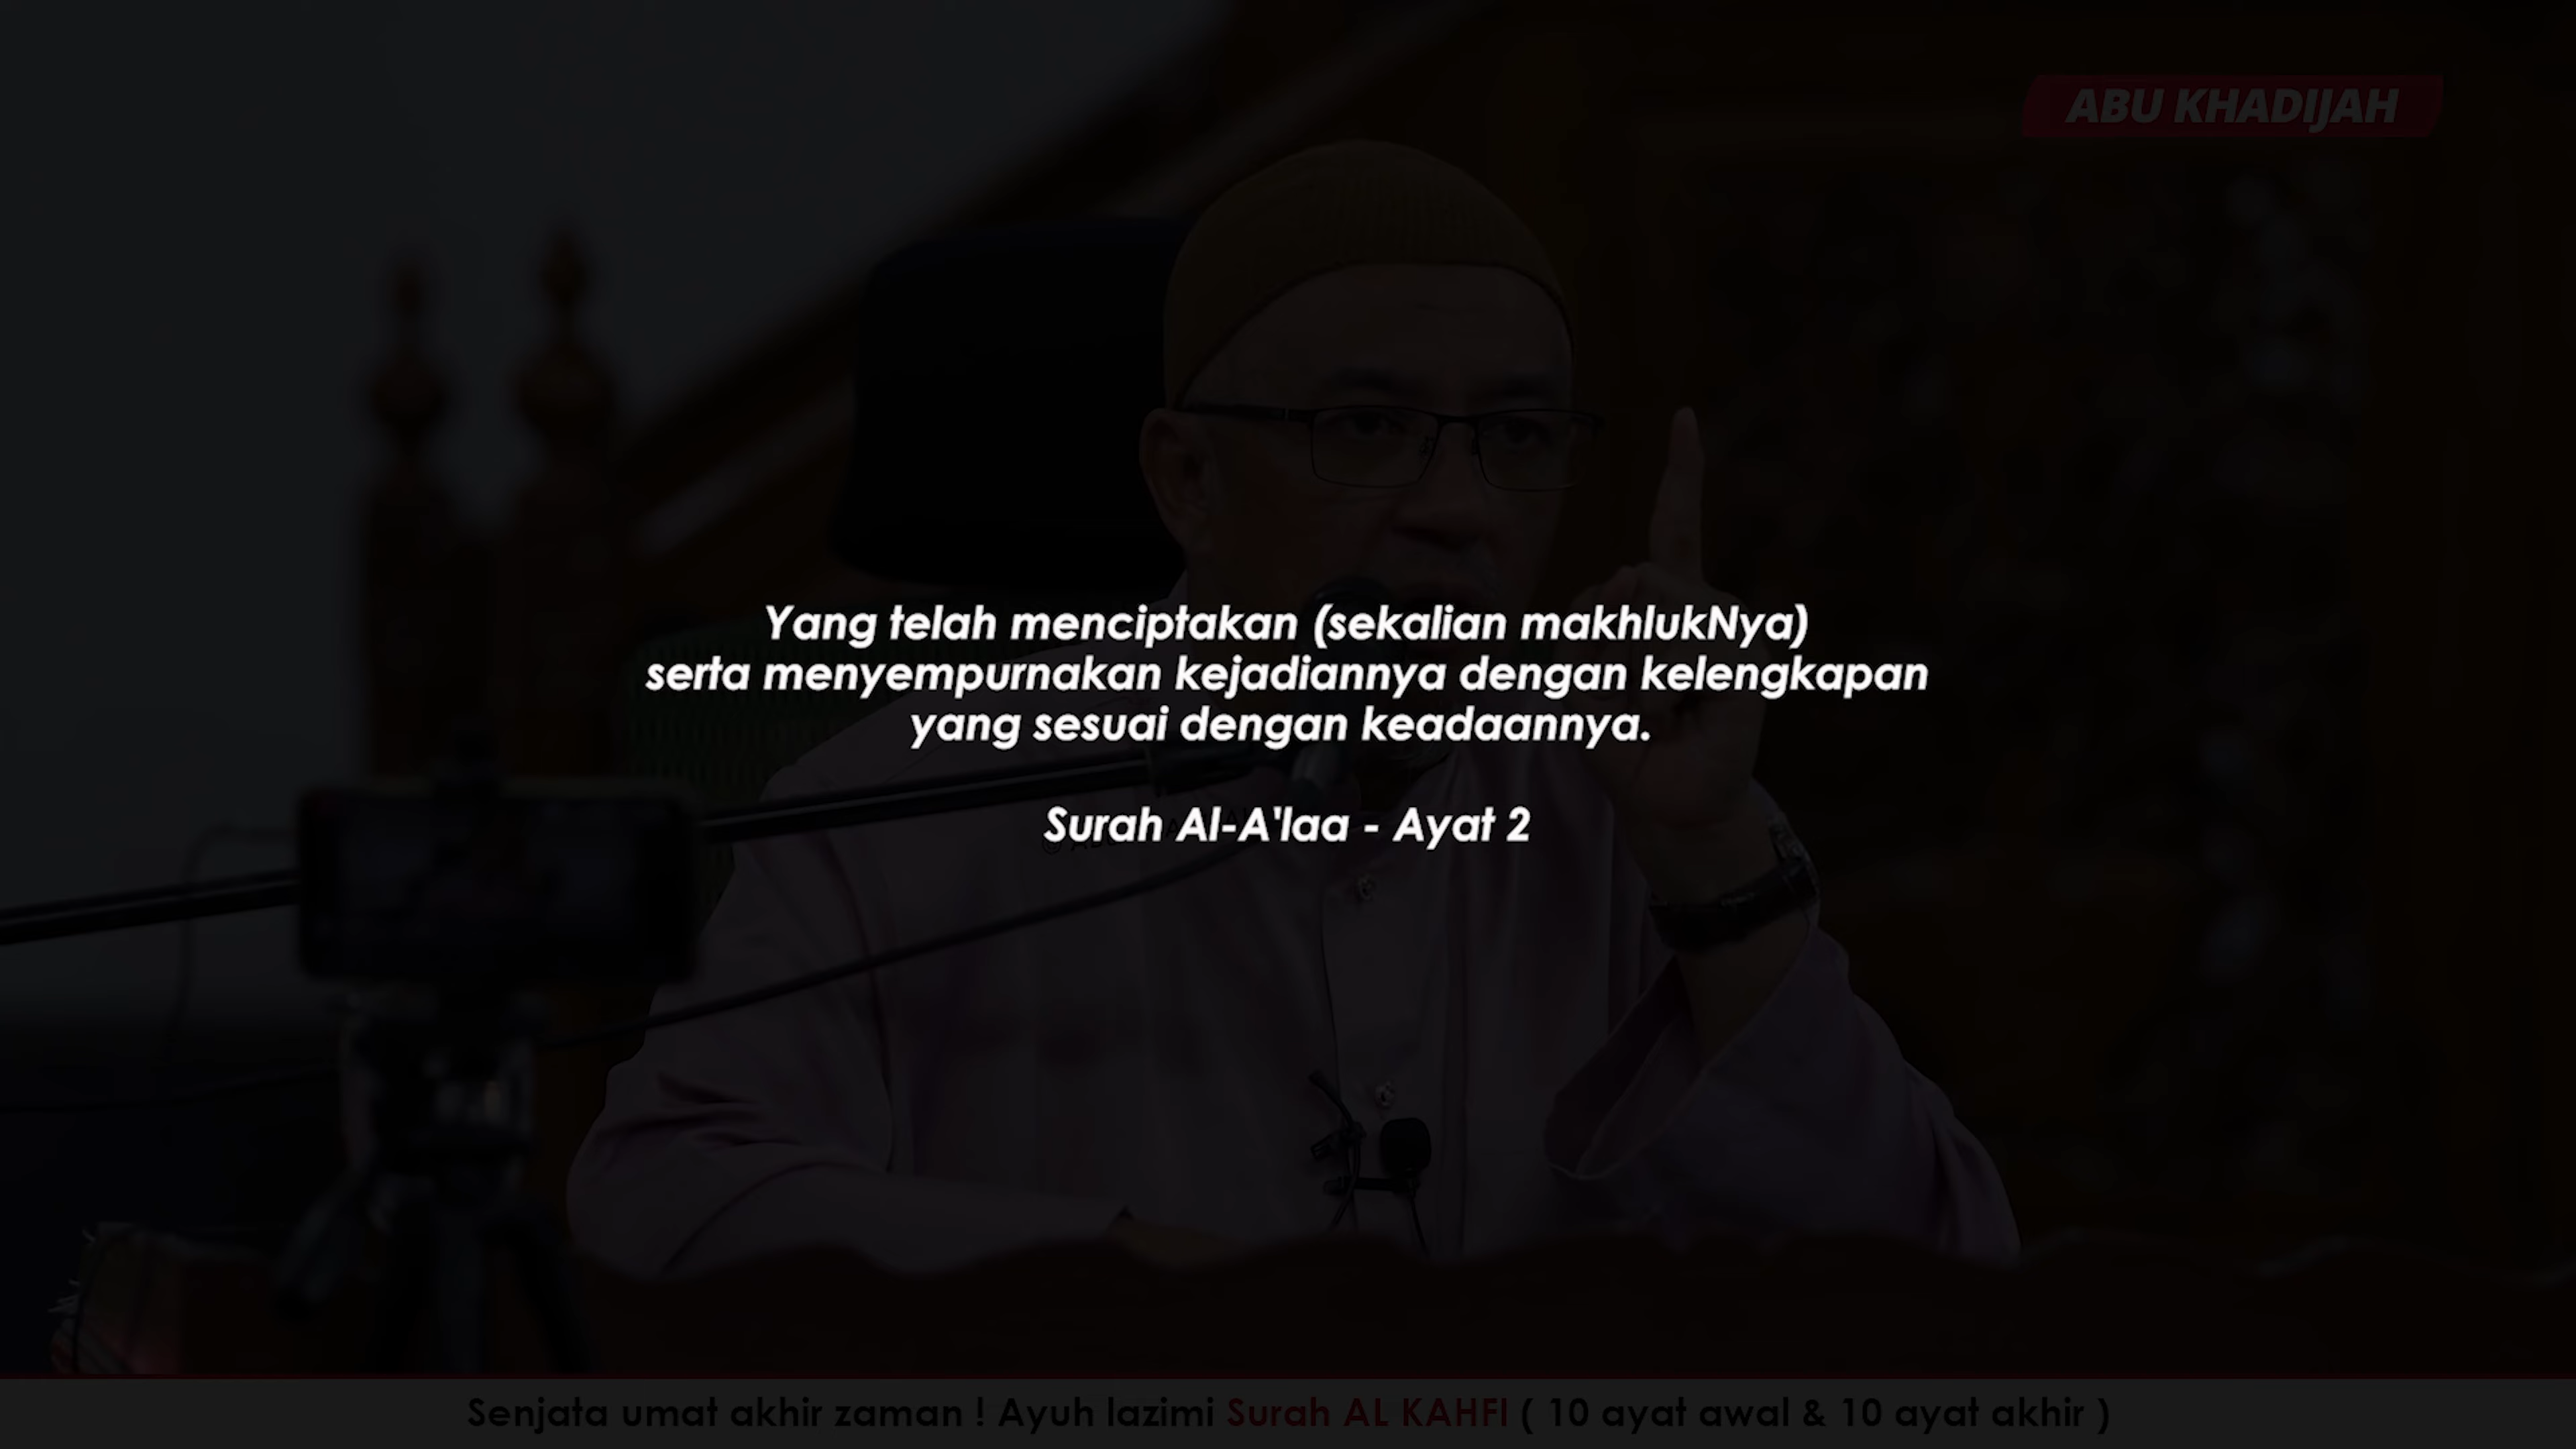 ABU KHADIJAH
Yang telah menciptakan (sekalian makhlukNya)
serta menyempurnakan kejadiannya dengan kelengkapan
yang sesuai dengan keadaannya.
Surah Al-A'laa - Ayat 2
Senjata umat akhir zaman ! Ayuh lazimi Surah AL KAHFI ( 10 ayat awal & 10 ayat akhir )